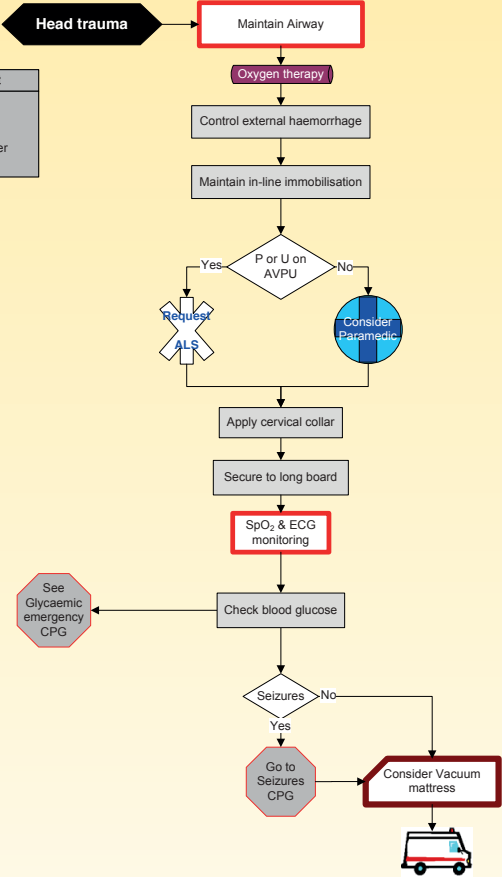 Head trauma
Maintain Airway
Oxygen therapy
Control external haemorrhage
Maintain in-line immobilisation
P or U on
AVPU
Yes
No
Request
ALS
Consider
Paramedic
Apply cervical collar
Secure to long board
SpO₂ & ECG
monitoring
See
Glycaemic
emergency
CPG
Check blood glucose
Seizures
No
Yes
Go to
Seizures
CPG
Consider Vacuum
mattress